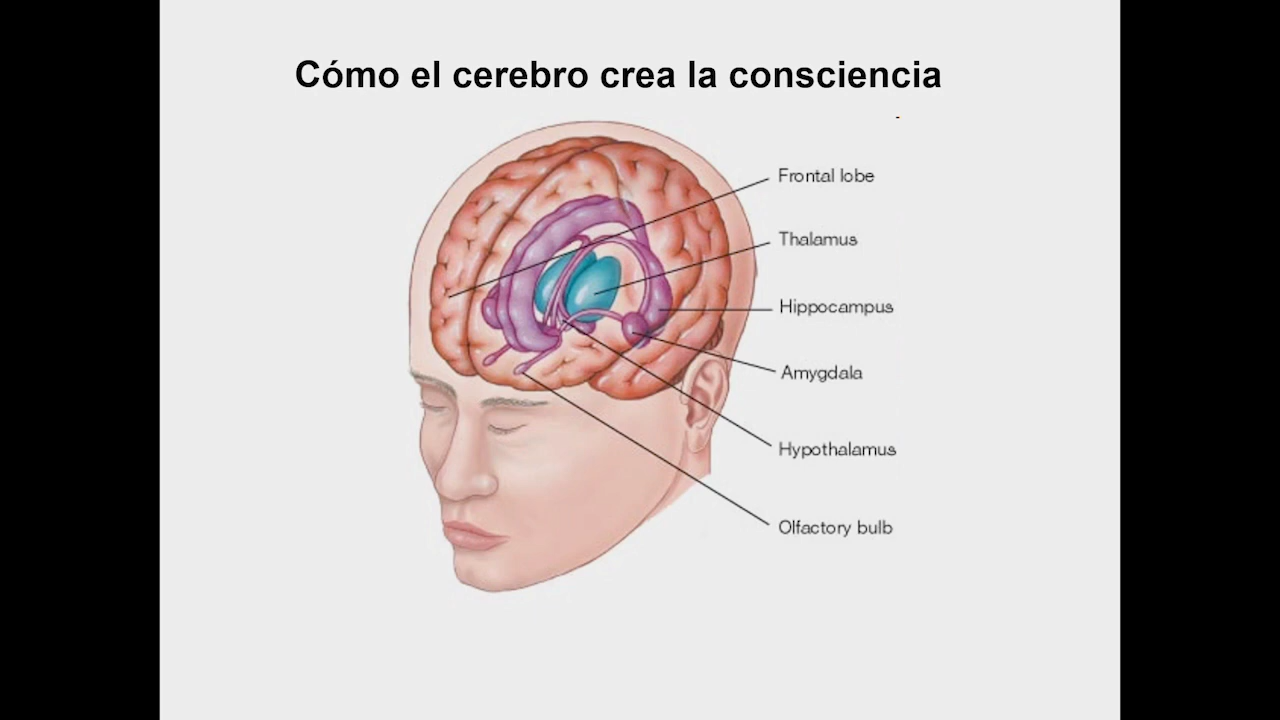 Cómo el cerebro crea la consciencia
Frontal lobe
Thalamus
Hippocampus
Amygdala
Hypothalamus
Olfactory bulb